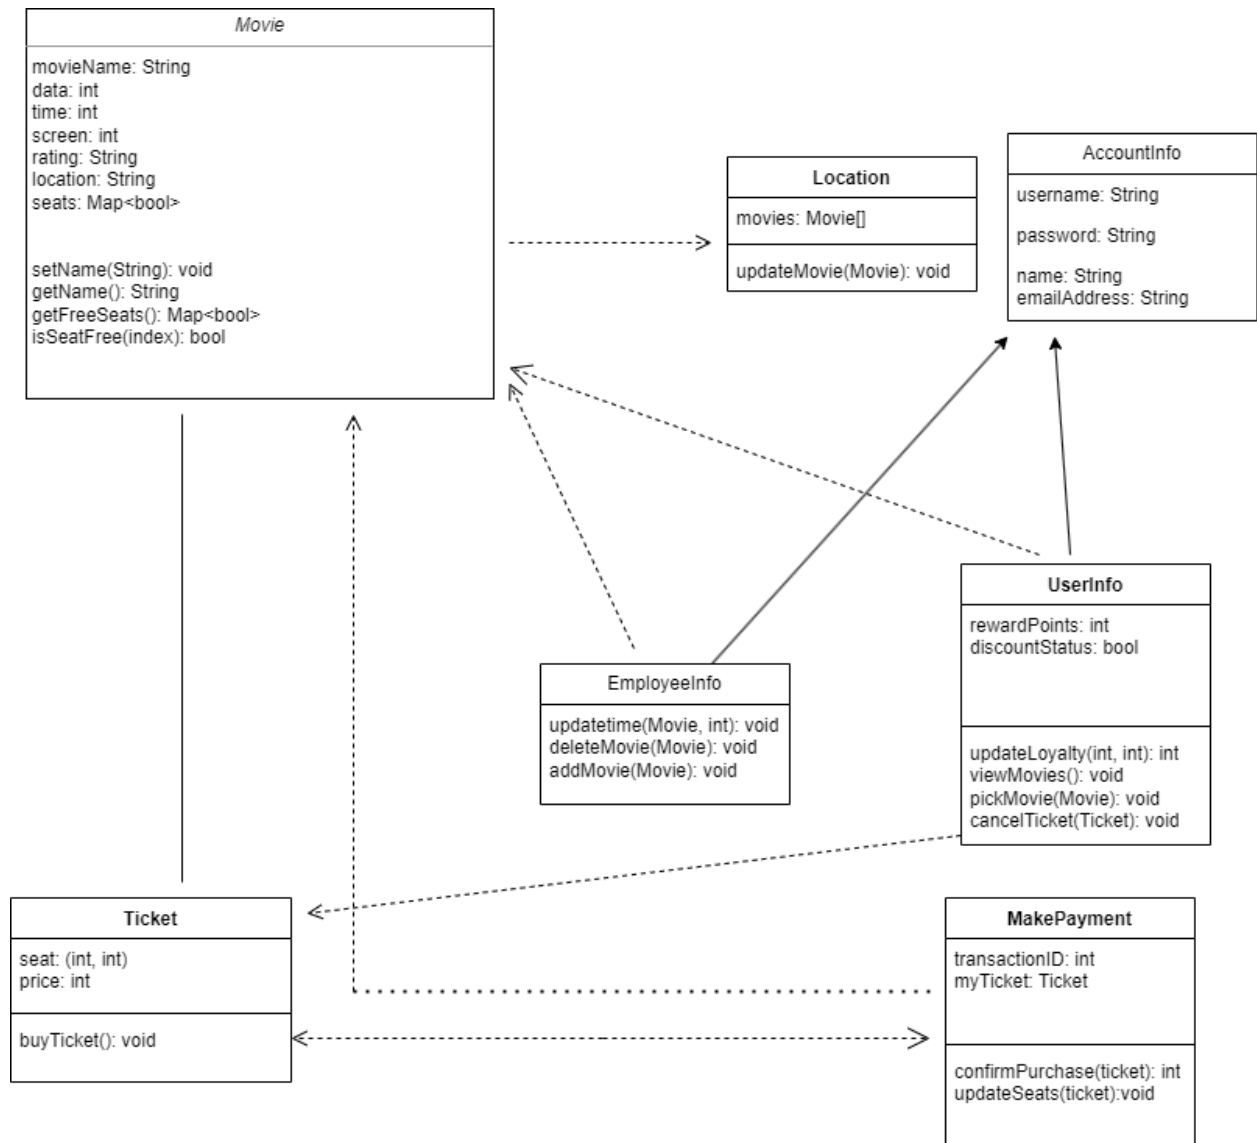 Movie
movieName: String
data: int
time: int
screen: int
rating: String
location: String
seats: Map<bool>
setName(String): void
getName(): String
getFreeSeats(): Map<bool>
isSeatFree(index): bool
Location
movies: Movie[]
updateMovie(Movie): void
AccountInfo
username: String
password: String
name: String
emailAddress: String
EmployeeInfo
updatetime(Movie, int): void
deleteMovie(Movie): void
addMovie(Movie): void
UserInfo
rewardPoints: int
discountStatus: bool
updateLoyalty(int, int): int
viewMovies(): void
pickMovie(Movie): void
cancelTicket(Ticket): void
Ticket
seat: (int, int)
price: int
buyTicket(): void
MakePayment
transactionID: int
myTicket: Ticket
confirmPurchase(ticket): int
updateSeats(ticket):void